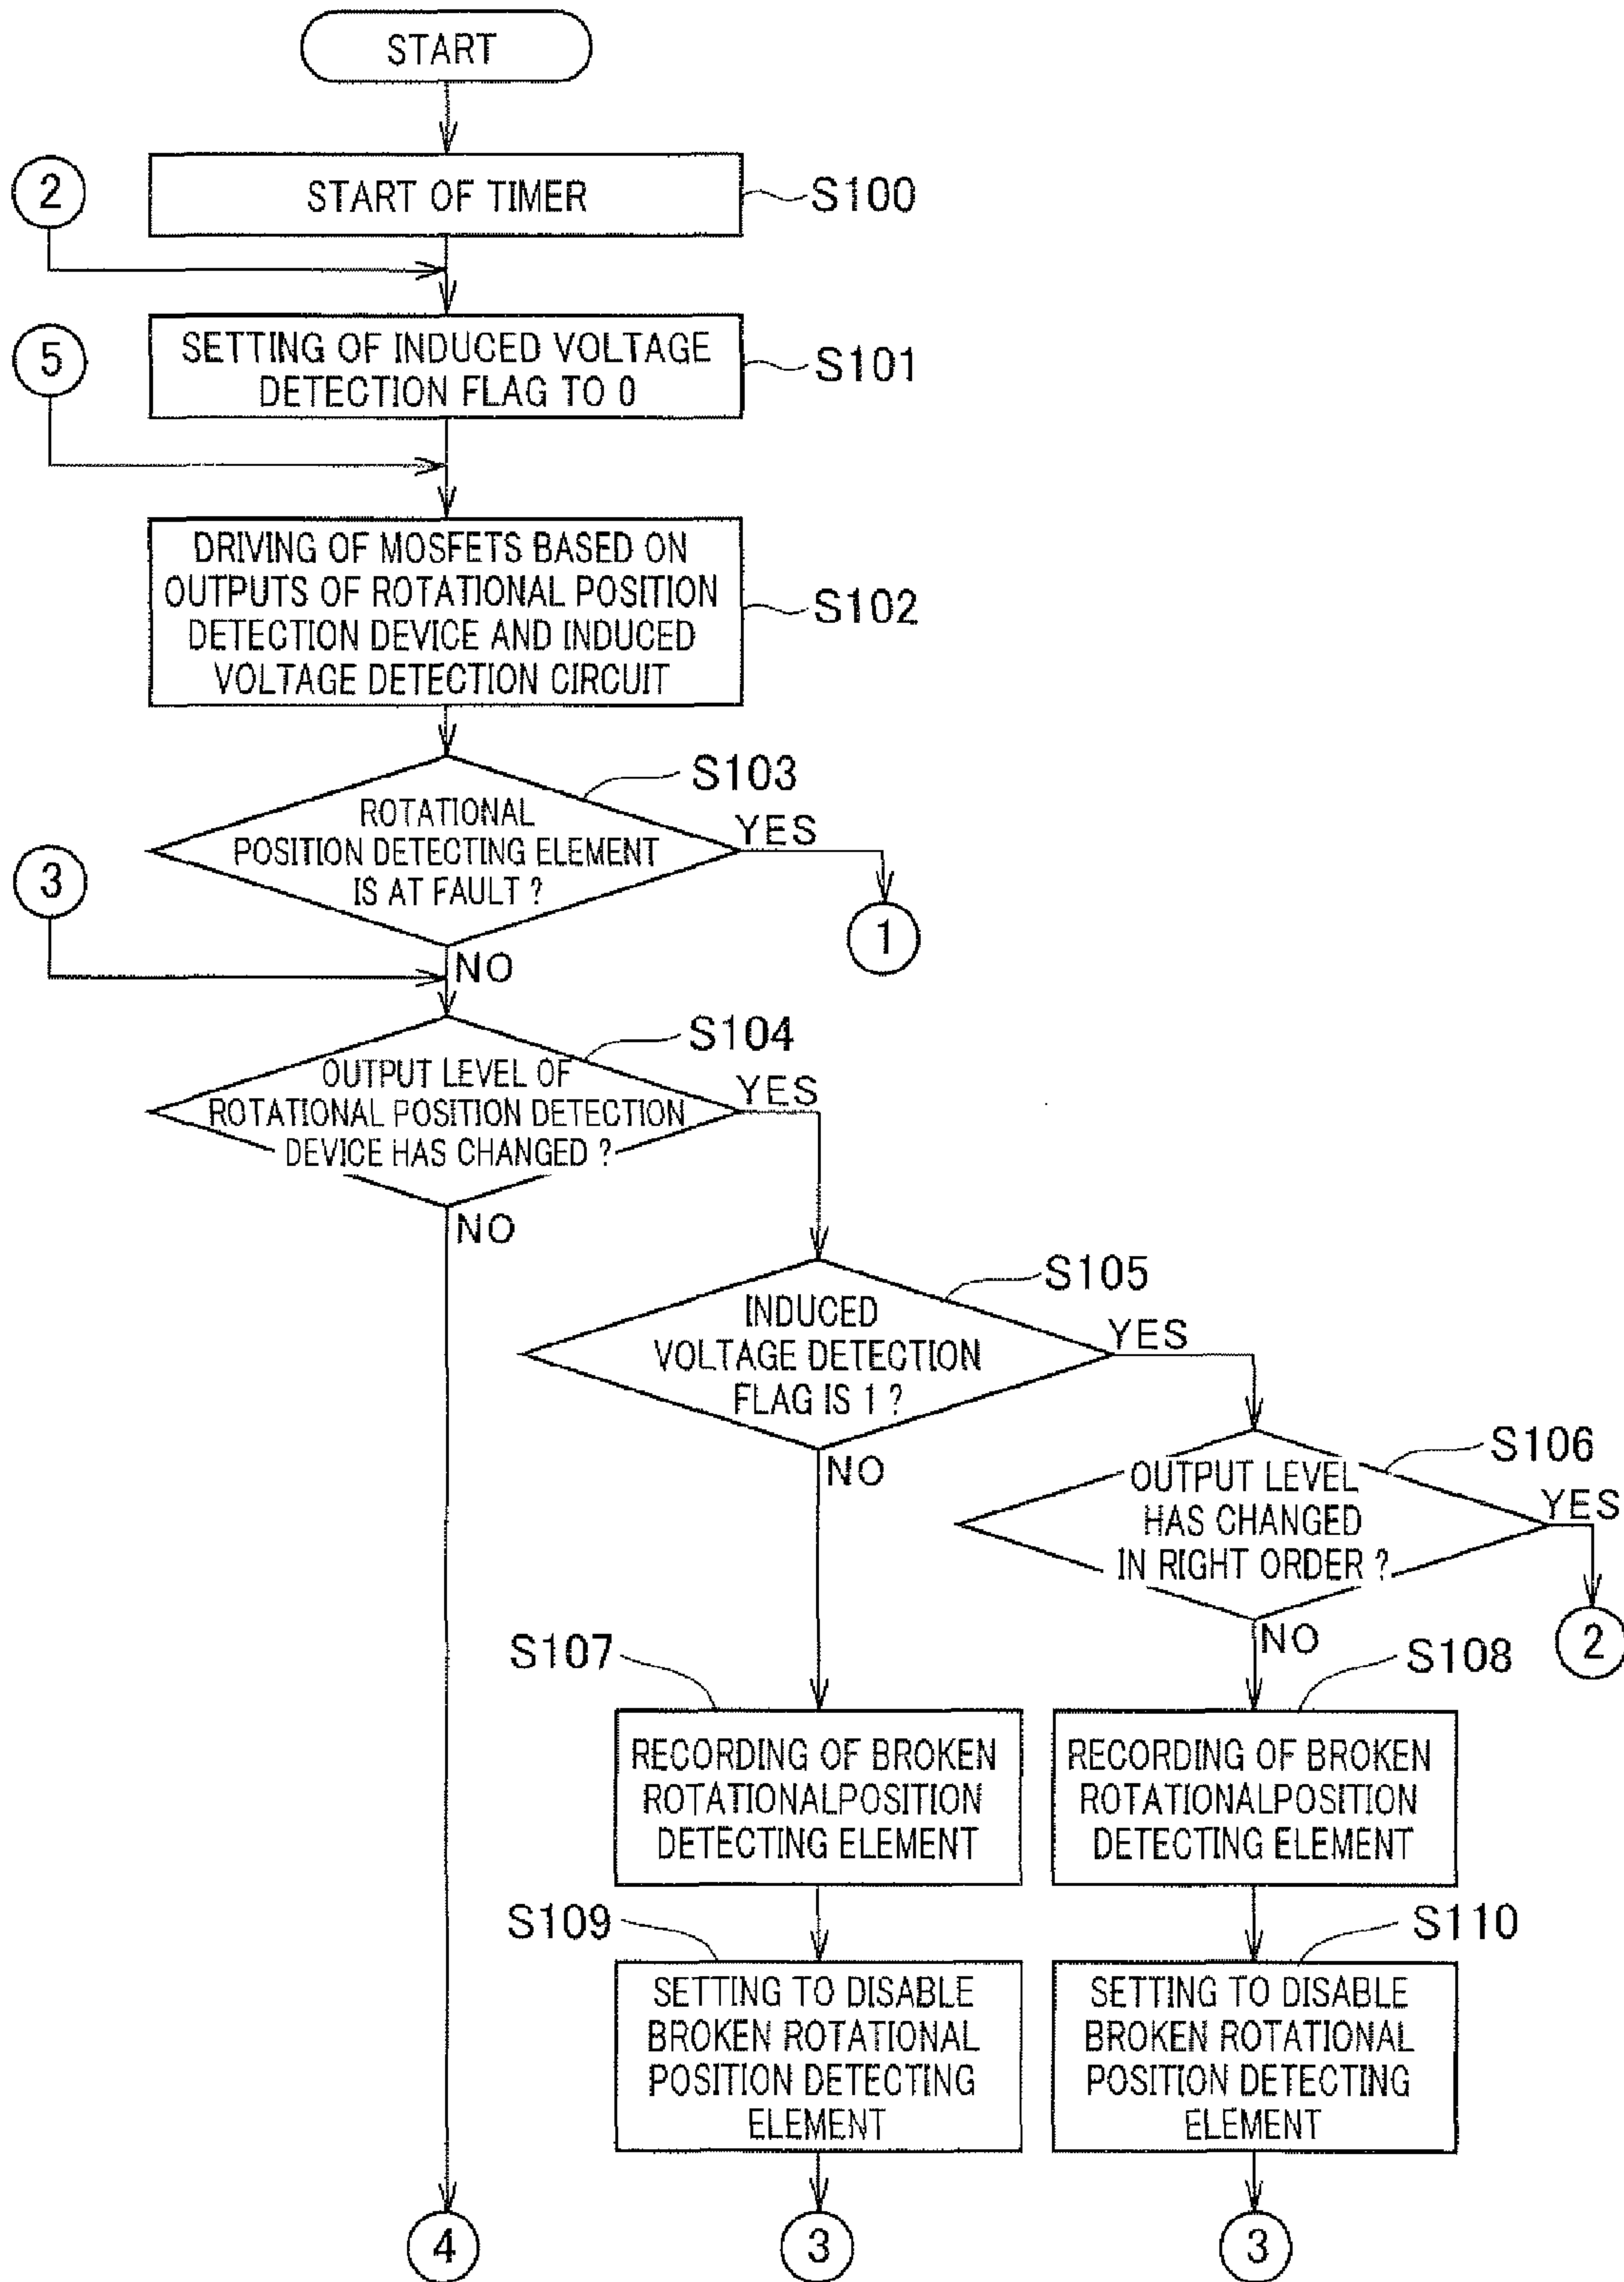 START
2
START OF TIMER
S100
5
SETTING OF INDUCED VOLTAGE
DETECTION FLAG TO 0
S101
DRIVING OF MOSFETS BASED ON
OUTPUTS OF ROTATIONAL POSITION
DETECTION DEVICE AND INDUCED
VOLTAGE DETECTION CIRCUIT
S102
S103
ROTATIONAL
POSITION DETECTING ELEMENT
IS AT FAULT ?
YES
3
1
NO
S104
OUTPUT LEVEL OF
ROTATIONAL POSITION DETECTION
DEVICE HAS CHANGED ?
YES
NO
S105
INDUCED
VOLTAGE DETECTION
FLAG IS 1 ?
YES
NO
S106
OUTPUT LEVEL
HAS CHANGED
IN RIGHT ORDER ?
YES
2
NO
S107
S108
RECORDING OF BROKEN
ROTATIONALPOSITION
DETECTING ELEMENT
RECORDING OF BROKEN
ROTATIONALPOSITION
DETECTING ELEMENT
S109
S110
SETTING TO DISABLE
BROKEN ROTATIONAL
POSITION DETECTING
ELEMENT
SETTING TO DISABLE
BROKEN ROTATIONAL
POSITION DETECTING
ELEMENT
4
3
3